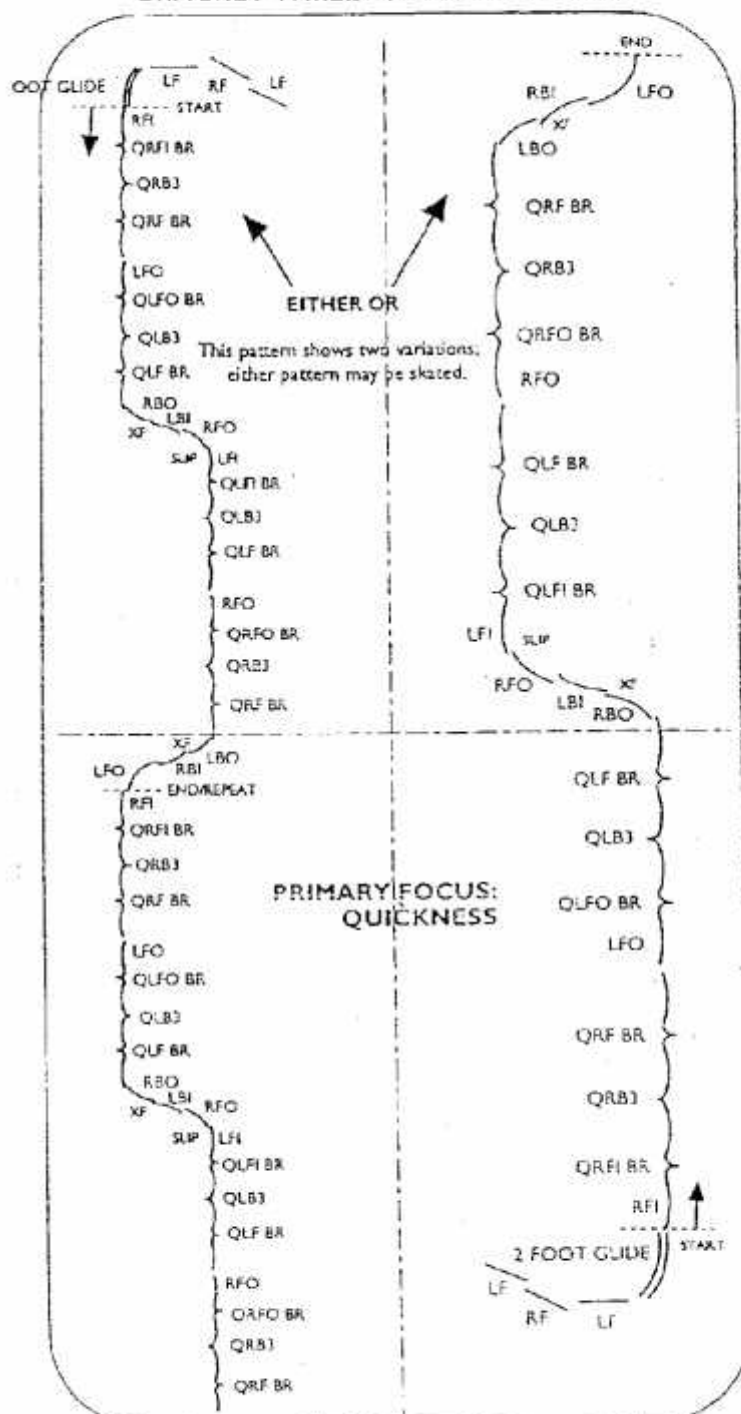 OOT GLIDE
LF
RF
LF
START
RFI
QRFI BR
QRB3
QRF BR
LFO
QLFO BR
QLB3
QLF BR
RBO
XF
LBI
RFO
SLIP
LFI
QLFI BR
QLB3
QLF BR
RFO
QRFO BR
QRB3
QRF BR
XF
LBO
LFO
RBI
END/REPEAT
RFI
QRFI BR
QRB3
QRF BR
LFO
QLFO BR
QLB3
QLF BR
RBO
XF
LBI
RFO
SLIP
LFI
QLFI BR
QLB3
QLF BR
RFO
QRFO BR
QRB3
QRF BR
EITHER OR
This pattern shows two variations;
either pattern may be skated.
PRIMARY FOCUS:
QUICKNESS
END
RBI
LFO
XF
LBO
QRF BR
QRB3
QRFO BR
RFO
QLF BR
QLB3
QLFI BR
LFI
SLIP
RFO
LBI
XF
RBO
QLF BR
QLB3
QLFO BR
LFO
QRF BR
QRB3
QRFI BR
RFI
START
2 FOOT GLIDE
LF
RF
LF